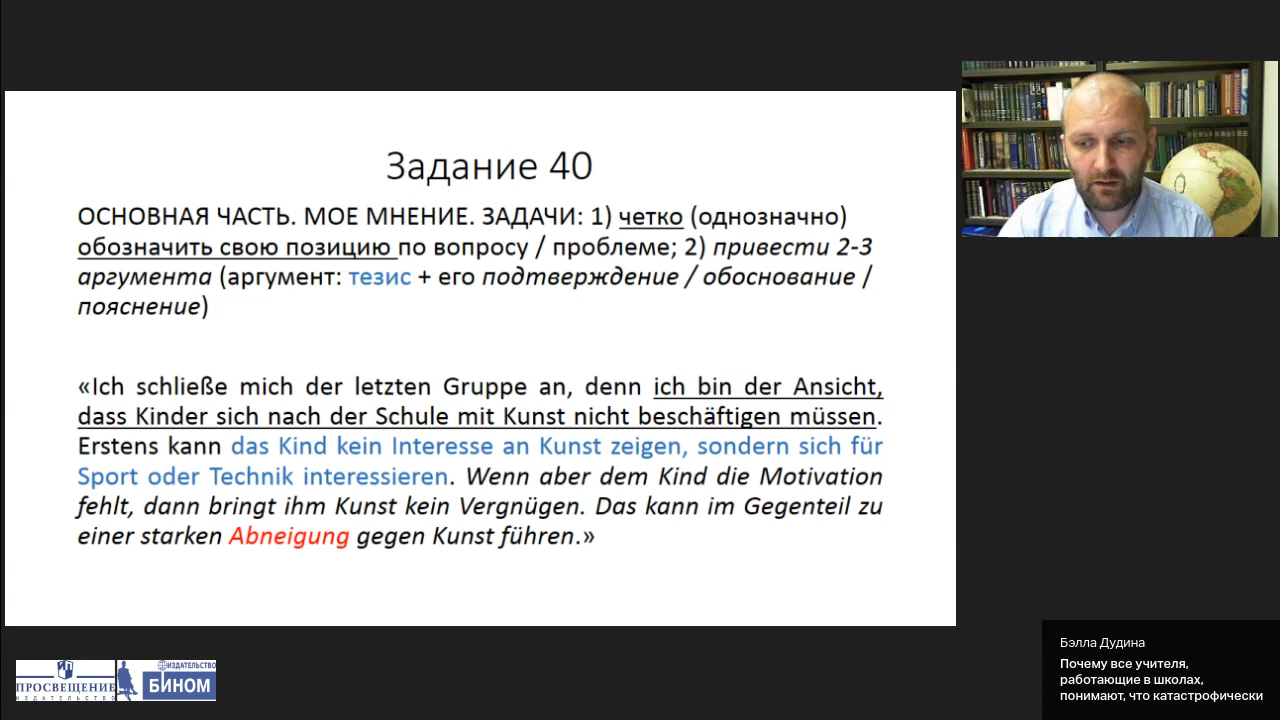 Задание 40
ОСНОВНАЯ ЧАСТЬ. МОЕ МНЕНИЕ. ЗАДАЧИ: 1) четко (однозначно)
обозначить свою позицию по вопросу / проблеме; 2) привести 2-3
аргумента (аргумент: тезис + его подтверждение / обоснование /
пояснение)
«Ich schließe mich der letzten Gruppe an, denn ich bin der Ansicht,
dass Kinder sich nach der Schule mit Kunst nicht beschäftigen müssen.
Erstens kann das Kind kein Interesse an Kunst zeigen, sondern sich für
Sport oder Technik interessieren. Wenn aber dem Kind die Motivation
fehlt, dann bringt ihm Kunst kein Vergnügen. Das kann im Gegenteil zu
einer starken Abneigung gegen Kunst führen.»
ПРОСВЕЩЕНИЕ
ИЗДАТЕЛЬСТВО
ИЗДАТЕЛЬСТВО
БИНОМ
Бэлла Дудина
Почему все учителя,
работающие в школах,
понимают, что катастрофически